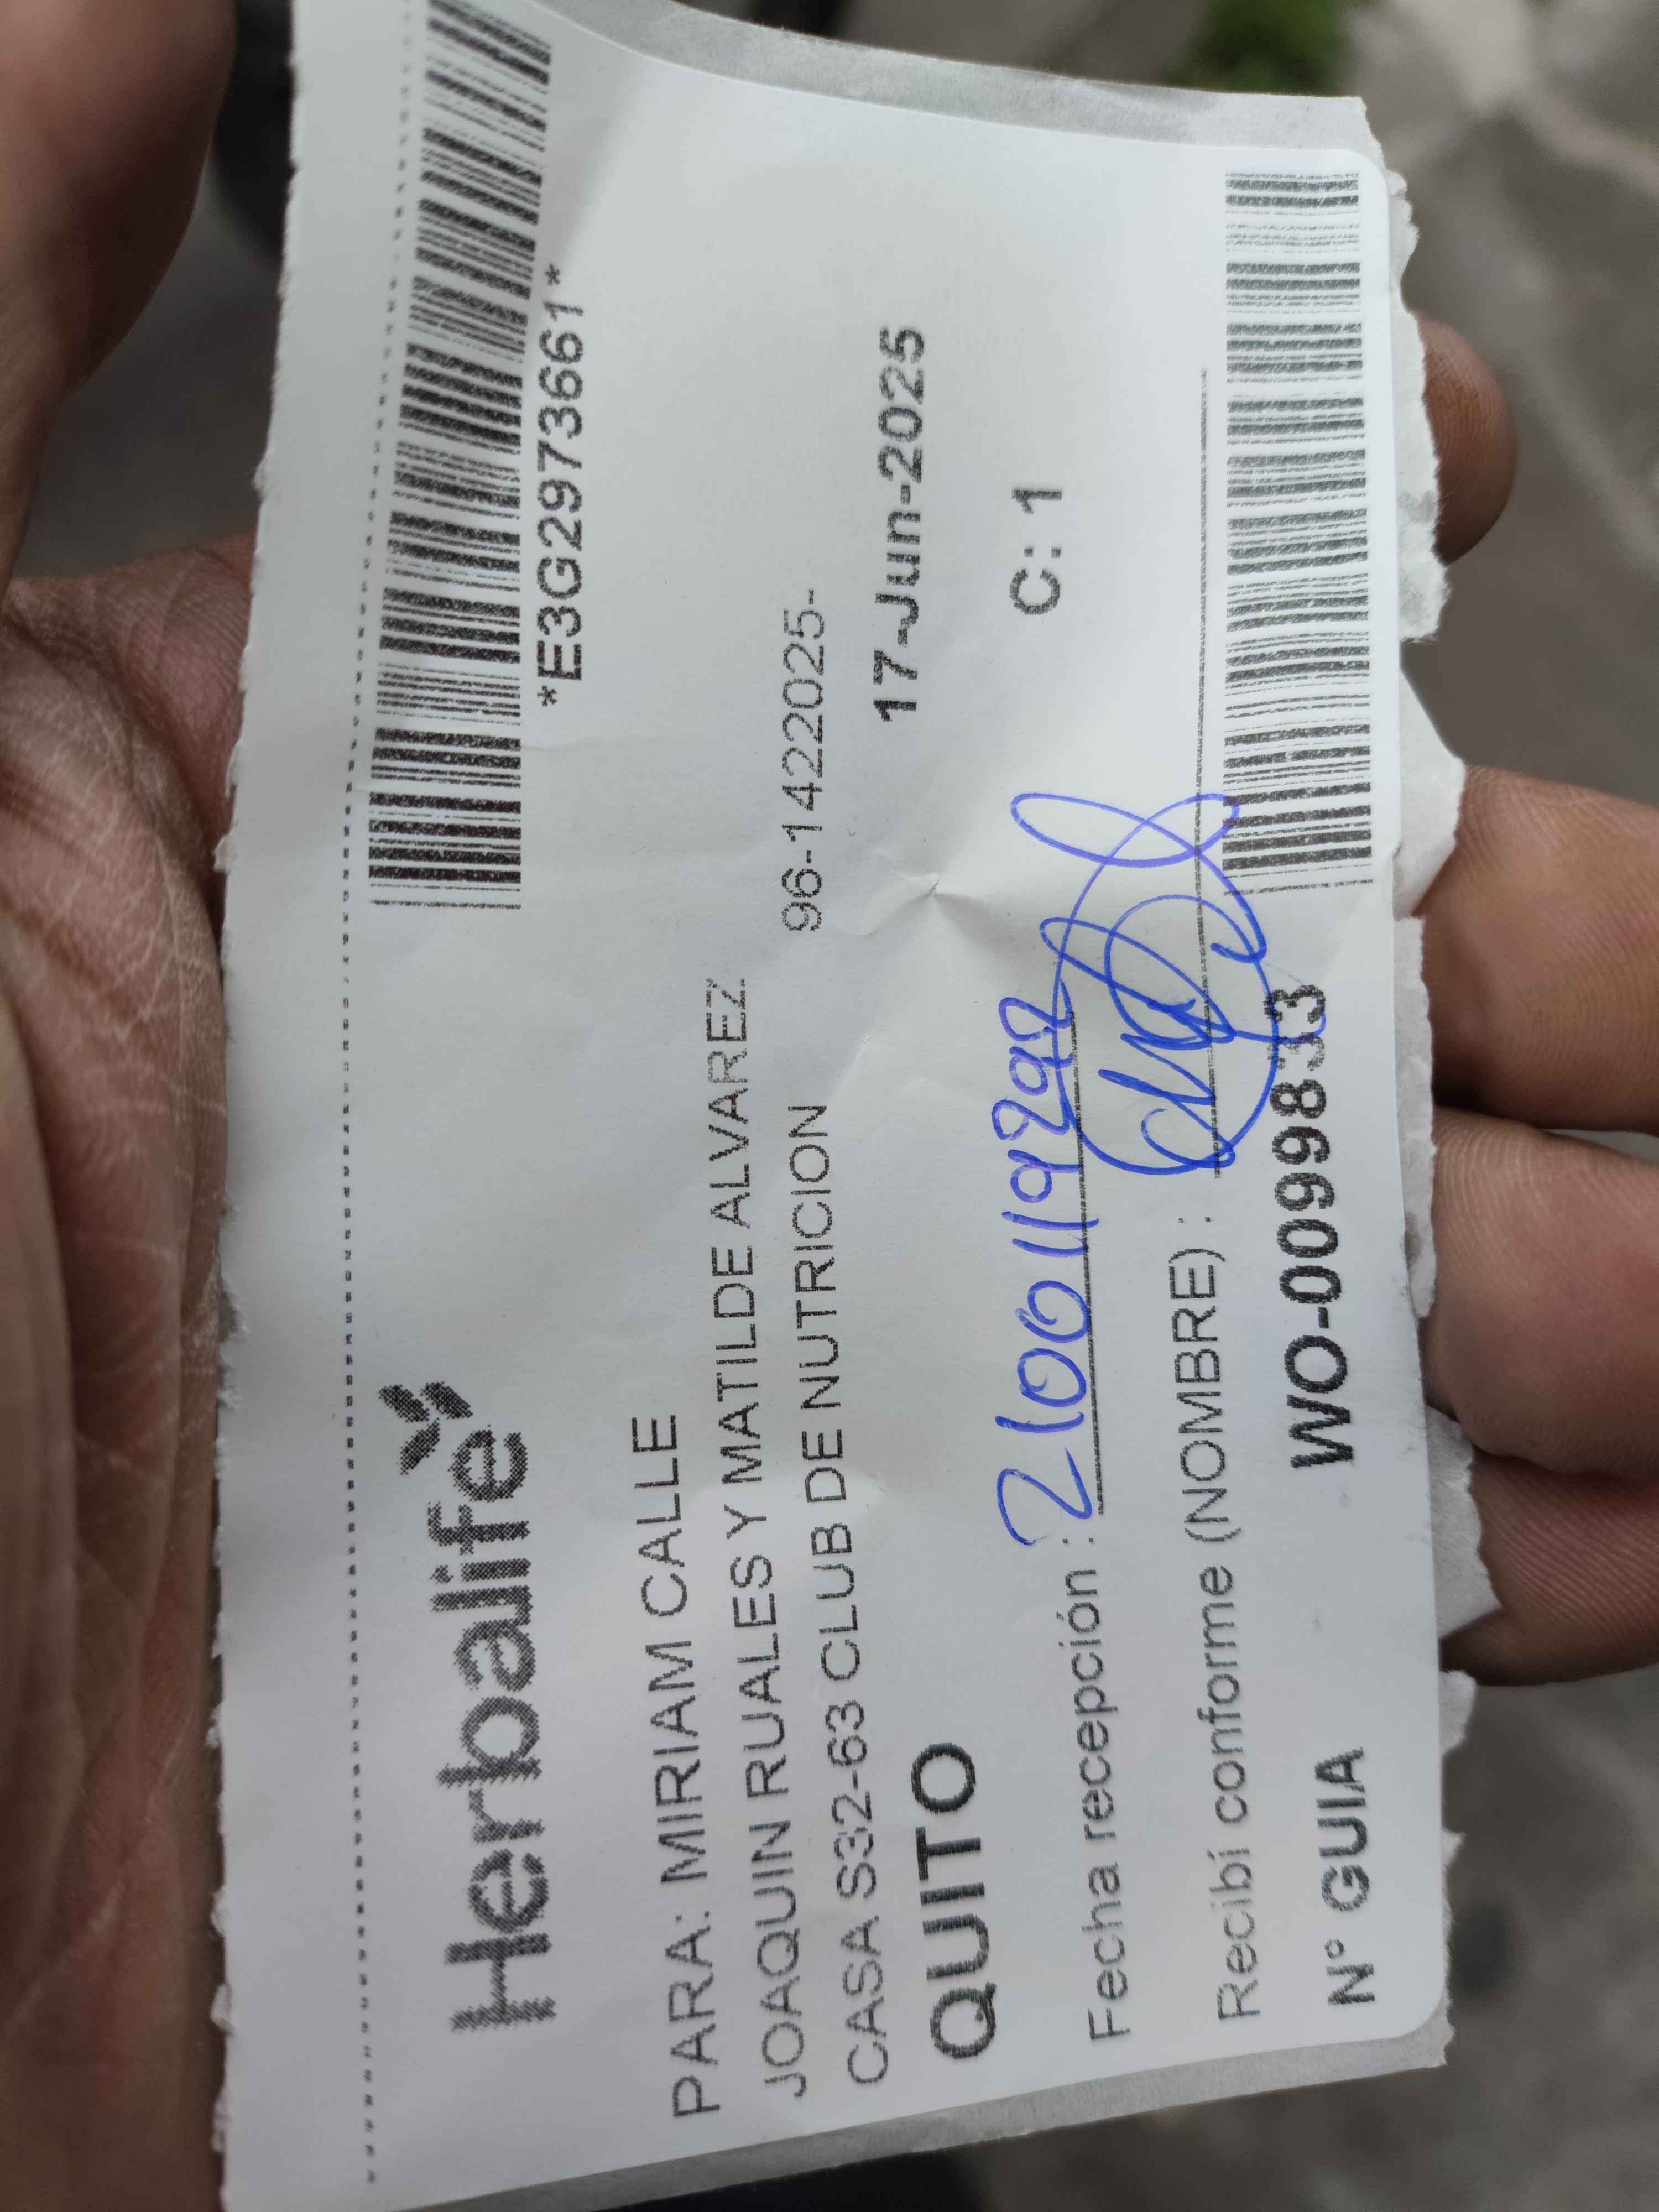 Herbalife
*E3G2973661*
PARA: MIRIAM CALLE
JOAQUIN RUALES Y MATILDE ALVAREZ
CASA S32-63 CLUB DE NUTRICION 96-1422025-
QUITO 17-Jun-2025
Fecha recepción : C: 1
Recibí conforme (NOMBRE) :
N° GUIA WO-0099833